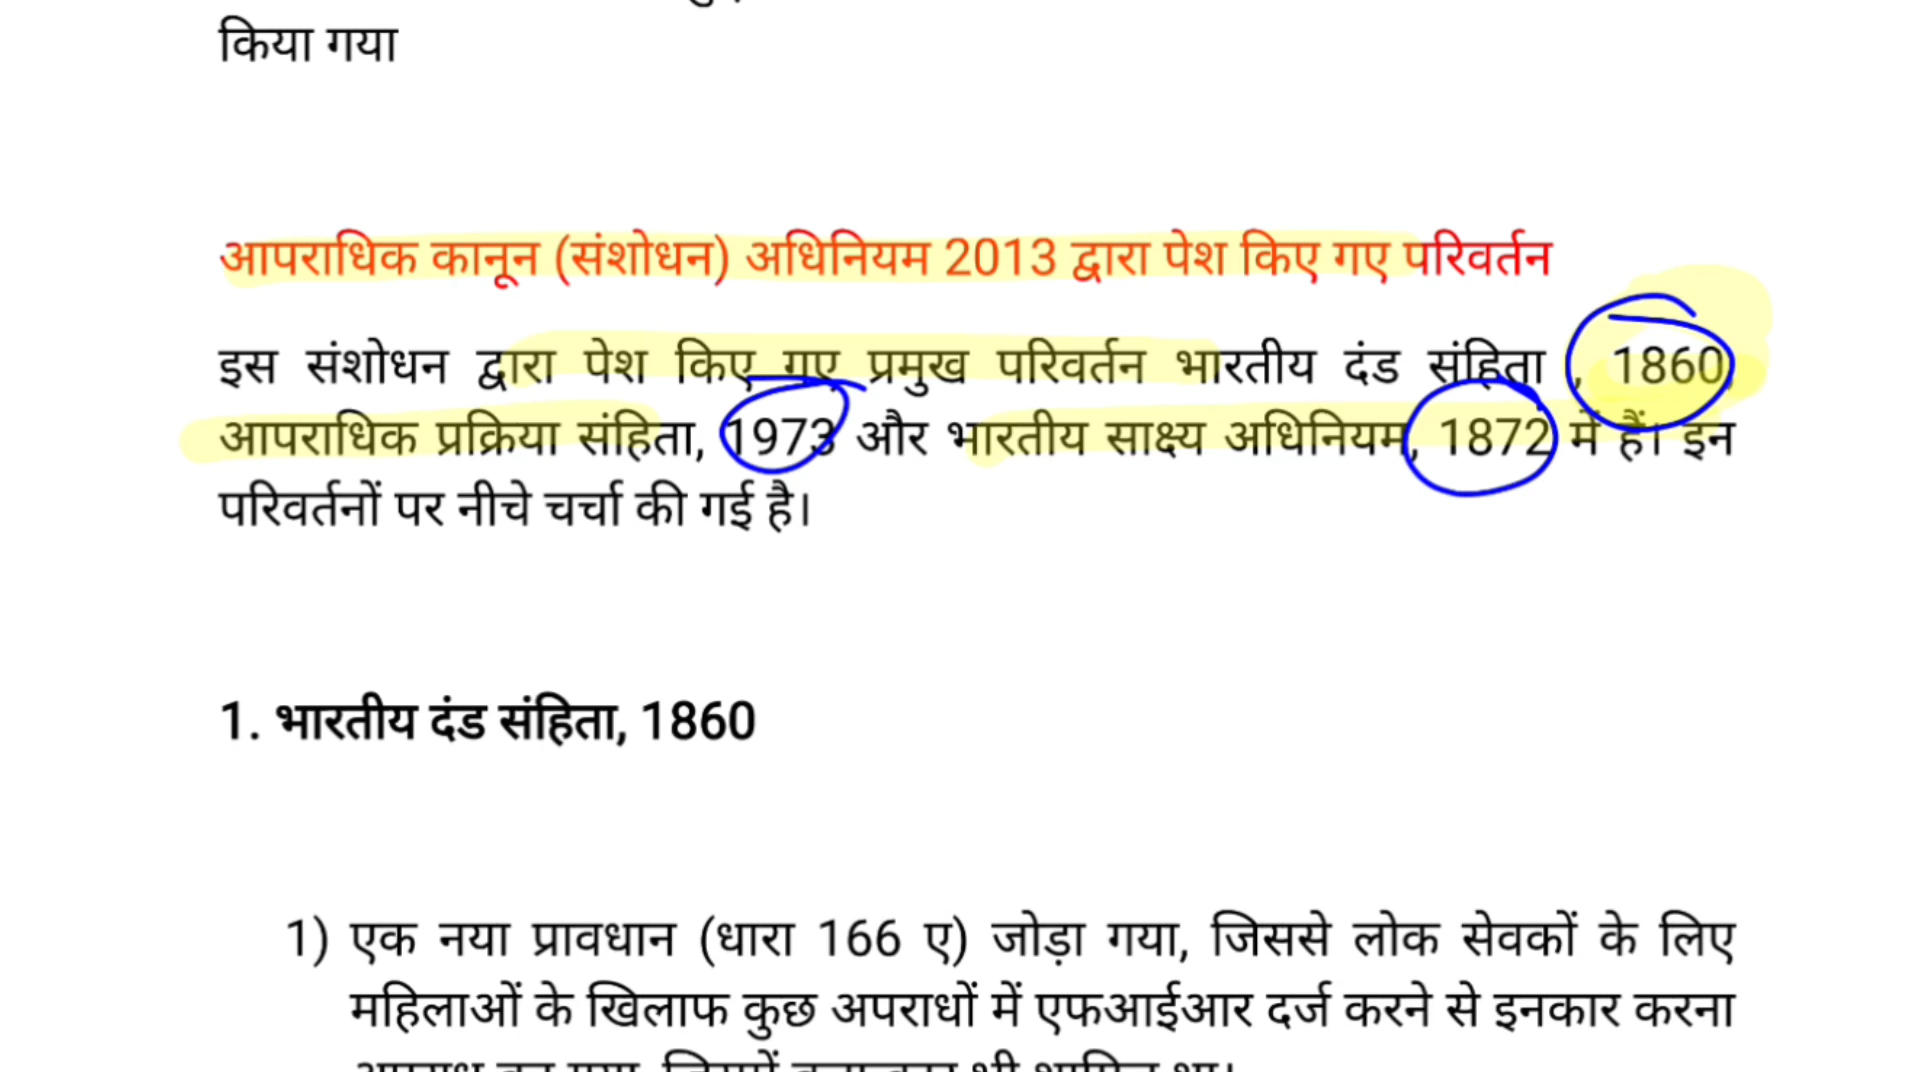 किया गया
आपराधिक कानून (संशोधन) अधिनियम 2013 द्वारा पेश किए गए परिवर्तन
इस संशोधन द्वारा पेश किए गए प्रमुख परिवर्तन भारतीय दंड संहिता , 1860,
आपराधिक प्रक्रिया संहिता, 1973 और भारतीय साक्ष्य अधिनियम, 1872 में हैं। इन
परिवर्तनों पर नीचे चर्चा की गई है।
1. भारतीय दंड संहिता, 1860
1) एक नया प्रावधान (धारा 166 ए) जोड़ा गया, जिससे लोक सेवकों के लिए
महिलाओं के खिलाफ कुछ अपराधों में एफआईआर दर्ज करने से इनकार करना